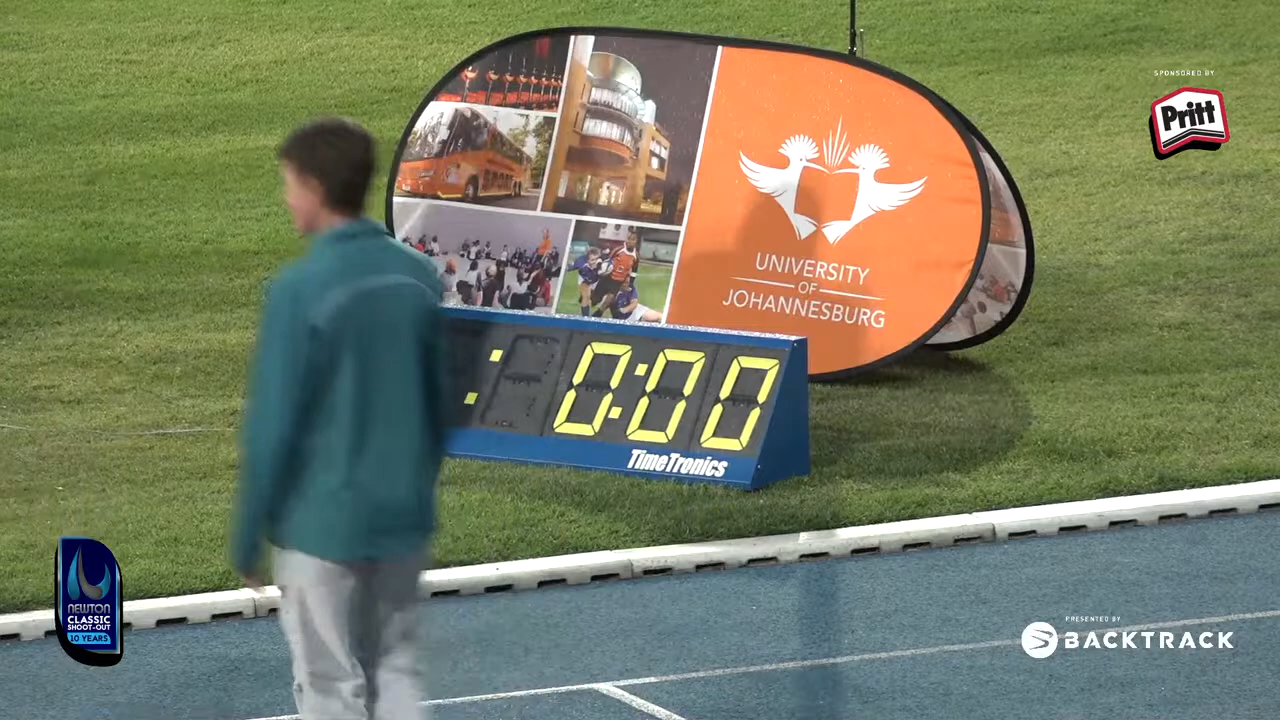 SPONSORED BY
Pritt
UNIVERSITY
OF
JOHANNESBURG
: 0:00
TimeTronics
NEWTON
CLASSIC
SHOOT-OUT
10 YEARS
PRESENTED BY
BACKTRACK